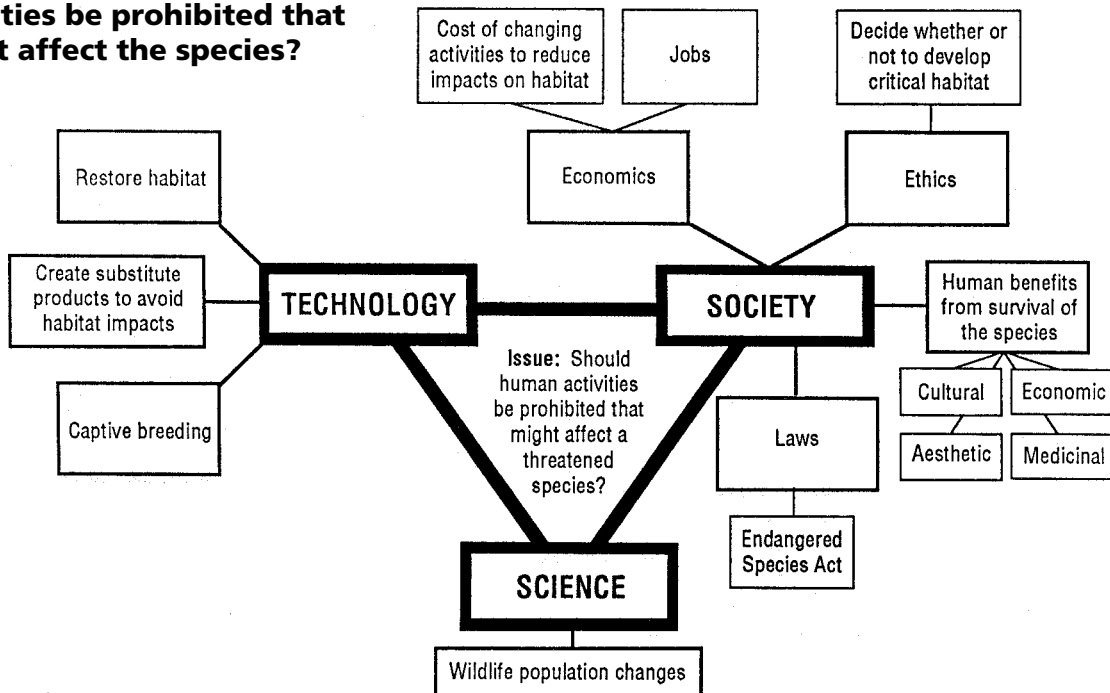 ties be prohibited that
t affect the species?
Cost of changing
activities to reduce
impacts on habitat
Jobs
Decide whether or
not to develop
critical habitat
Restore habitat
Economics
Ethics
Create substitute
products to avoid
habitat impacts
TECHNOLOGY
SOCIETY
Human benefits
from survival of
the species
Issue: Should
human activities
be prohibited that
might affect a
threatened
species?
Cultural
Economic
Captive breeding
Laws
Aesthetic
Medicinal
Endangered
Species Act
SCIENCE
Wildlife population changes